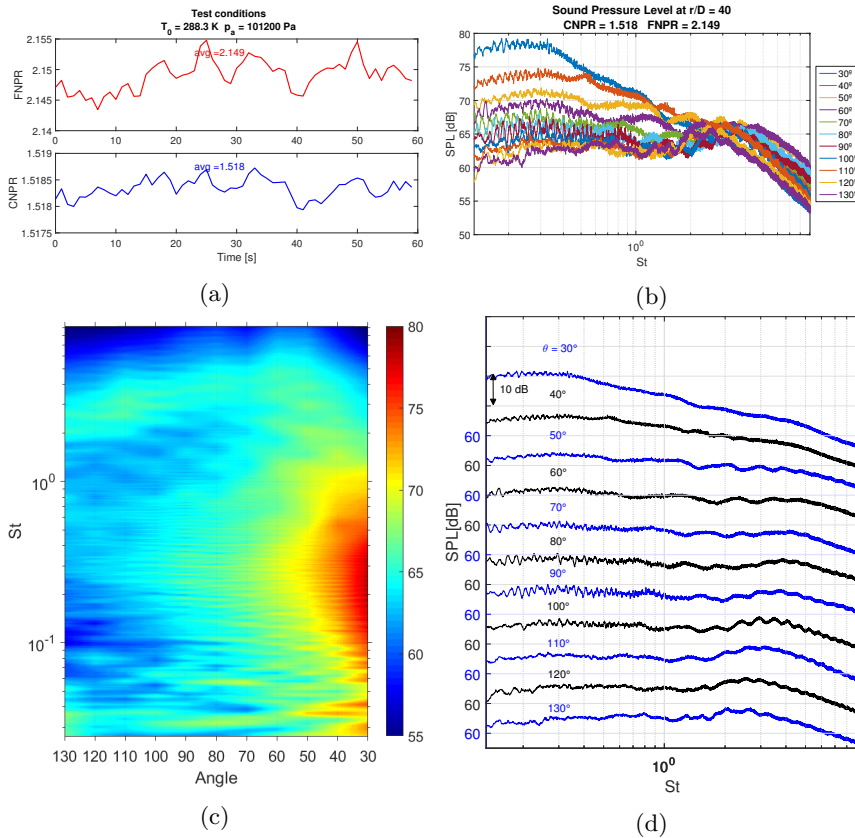 Test conditions
T₀ = 288.3 K pₐ = 101200 Pa
2.155
2.15
2.145
2.14
FNPR
avg =2.149
0 10 20 30 40 50 60
1.519
1.5185
1.518
1.5175
CNPR
avg =1.518
0 10 20 30 40 50 60
Time [s]
(a)
Sound Pressure Level at r/D = 40
CNPR = 1.518 FNPR = 2.149
80
75
70
65
60
55
50
SPL [dB]
10⁰
St
30º
40º
50º
60º
70º
80º
90º
100º
110º
120º
130º
(b)
10⁰
10⁻¹
St
130 120 110 100 90 80 70 60 50 40 30
Angle
80
75
70
65
60
55
(c)
θ = 30°
10 dB
40°
50°
60
60°
60
70°
60
80°
60
90°
60
100°
60
110°
60
120°
60
130°
60
60
60
SPL[dB]
10⁰
St
(d)